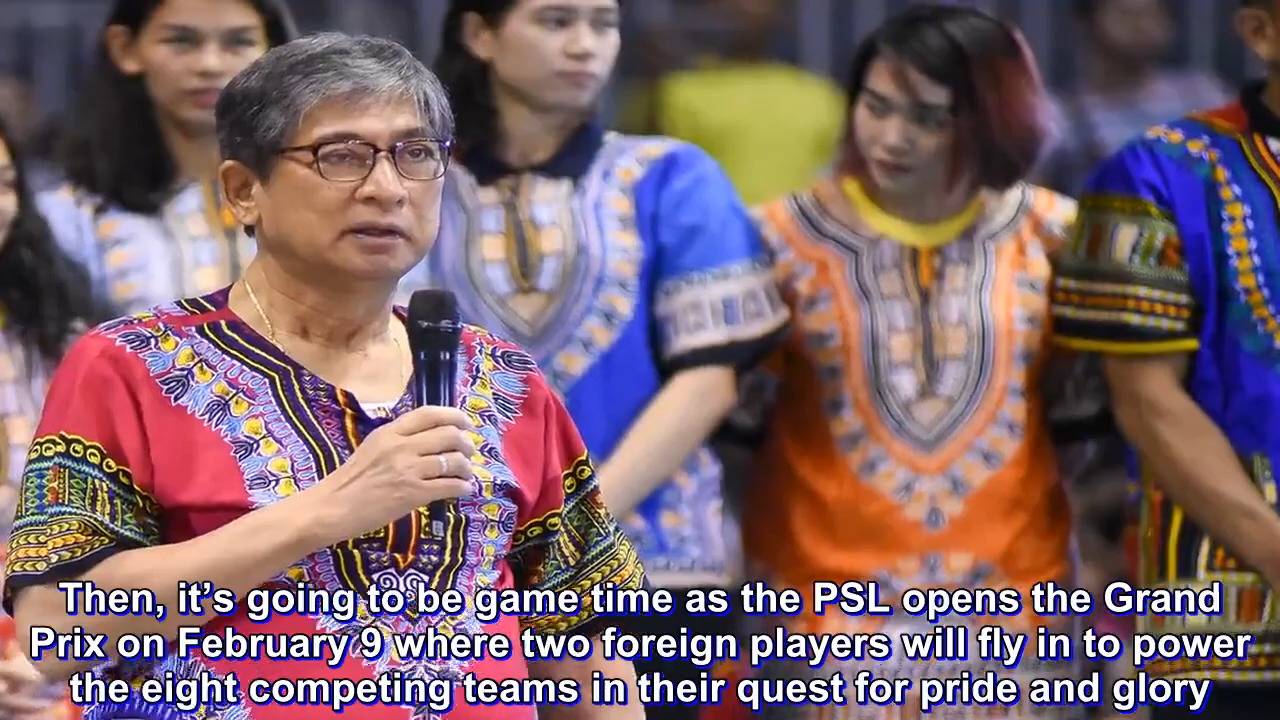 Then, it’s going to be game time as the PSL opens the Grand
Prix on February 9 where two foreign players will fly in to power
the eight competing teams in their quest for pride and glory